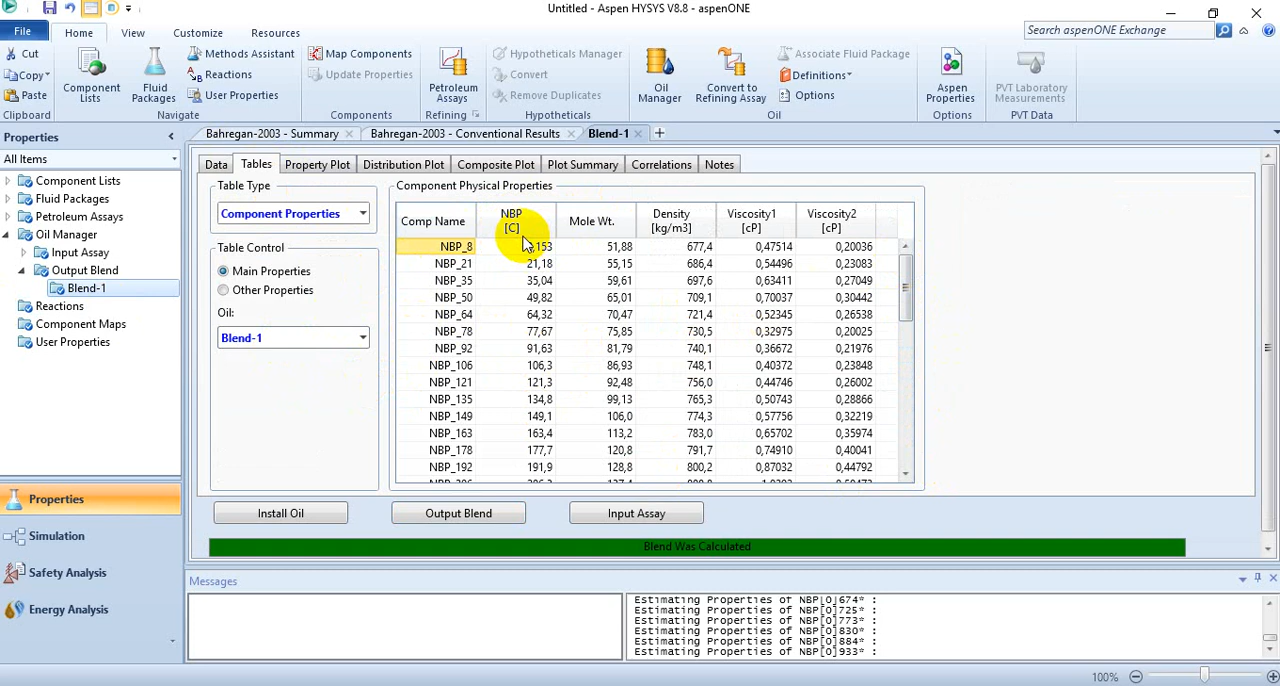 Untitled - Aspen HYSYS V8.8 - aspenONE
File Home View Customize Resources
Search aspenONE Exchange
Cut
Copy
Paste
Clipboard
Component Lists
Fluid Packages
Methods Assistant
Reactions
User Properties
Navigate
Map Components
Update Properties
Components
Petroleum Assays
Refining
Hypotheticals Manager
Convert
Remove Duplicates
Hypotheticals
Oil Manager
Convert to Refining Assay
Associate Fluid Package
Definitions
Options
Oil
Aspen Properties
Options
PVT Laboratory Measurements
PVT Data
Properties
All Items
Component Lists
Fluid Packages
Petroleum Assays
Oil Manager
Input Assay
Output Blend
Blend-1
Reactions
Component Maps
User Properties
Properties
Simulation
Safety Analysis
Energy Analysis
Bahregan-2003 - Summary Bahregan-2003 - Conventional Results Blend-1
Data Tables Property Plot Distribution Plot Composite Plot Plot Summary Correlations Notes
Table Type
Component Properties
Table Control
Main Properties
Other Properties
Oil:
Blend-1
Component Physical Properties
Comp Name NBP [C] Mole Wt. Density [kg/m3] Viscosity1 [cP] Viscosity2 [cP]
NBP_8 153 51,88 677,4 0,47514 0,20036
NBP_21 21,18 55,15 686,4 0,54496 0,23083
NBP_35 35,04 59,61 697,6 0,63411 0,27049
NBP_50 49,82 65,01 709,1 0,70037 0,30442
NBP_64 64,32 70,47 721,4 0,52345 0,26538
NBP_78 77,67 75,85 730,5 0,32975 0,20025
NBP_92 91,63 81,79 740,1 0,36672 0,21976
NBP_106 106,3 86,93 748,1 0,40372 0,23848
NBP_121 121,3 92,48 756,0 0,44746 0,26002
NBP_135 134,8 99,13 765,3 0,50743 0,28866
NBP_149 149,1 106,0 774,3 0,57756 0,32219
NBP_163 163,4 113,2 783,0 0,65702 0,35974
NBP_178 177,7 120,8 791,7 0,74910 0,40041
NBP_192 191,9 128,8 800,2 0,87032 0,44792
Install Oil Output Blend Input Assay
Blend Was Calculated
Messages
Estimating Properties of NBP[0]674* :
Estimating Properties of NBP[0]725* :
Estimating Properties of NBP[0]773* :
Estimating Properties of NBP[0]830* :
Estimating Properties of NBP[0]884* :
Estimating Properties of NBP[0]933* :
100%